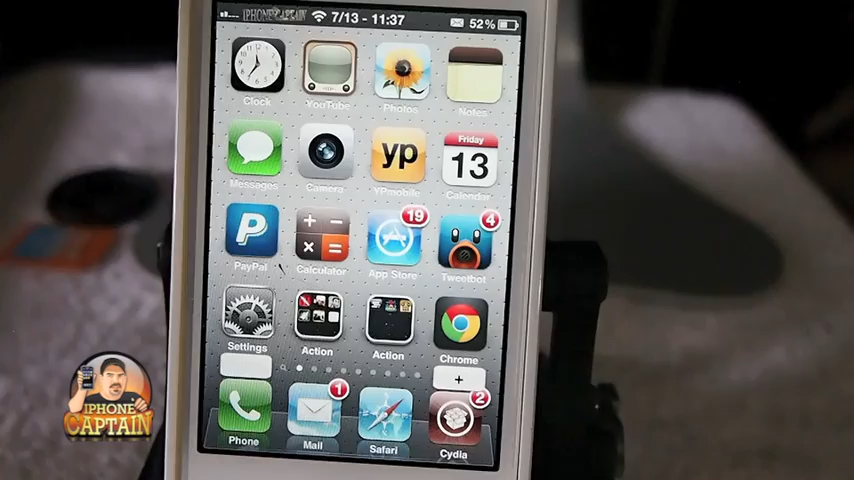 IPHONE CAPTAIN 7/13 - 11:37 52%
Clock YouTube Photos Notes
yp Friday 13
Messages Camera YPmobile Calendar
19 4
PayPal Calculator App Store Tweetbot
Settings Action Action Chrome
+
1 2
Phone Mail Safari Cydia
IPHONE
CAPTAIN